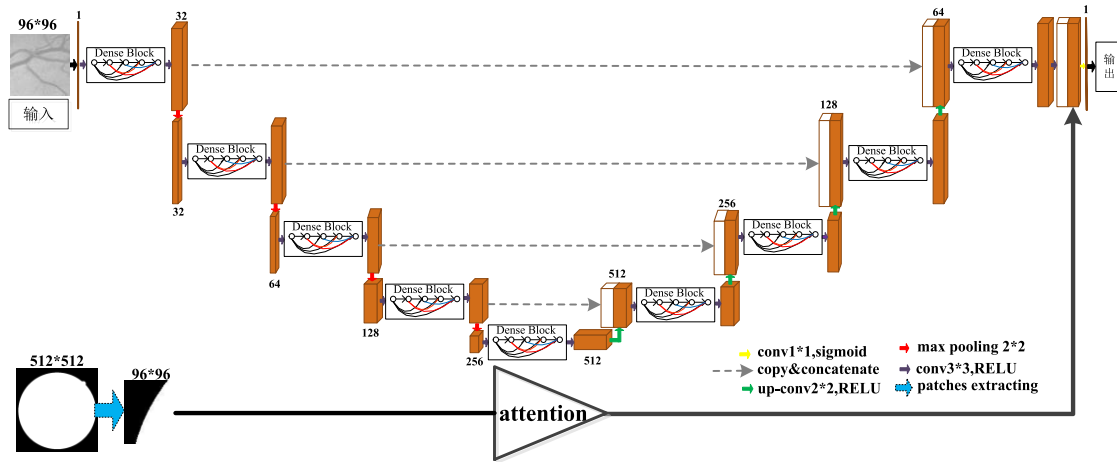 96*96
1
32
64
1
Dense Block
Dense Block
输入
输
出
128
Dense Block
Dense Block
32
256
Dense Block
Dense Block
64
512
Dense Block
Dense Block
128
Dense Block
256
512
512*512
96*96
attention
conv1*1,sigmoid
max pooling 2*2
copy&concatenate
conv3*3,RELU
up-conv2*2,RELU
patches extracting